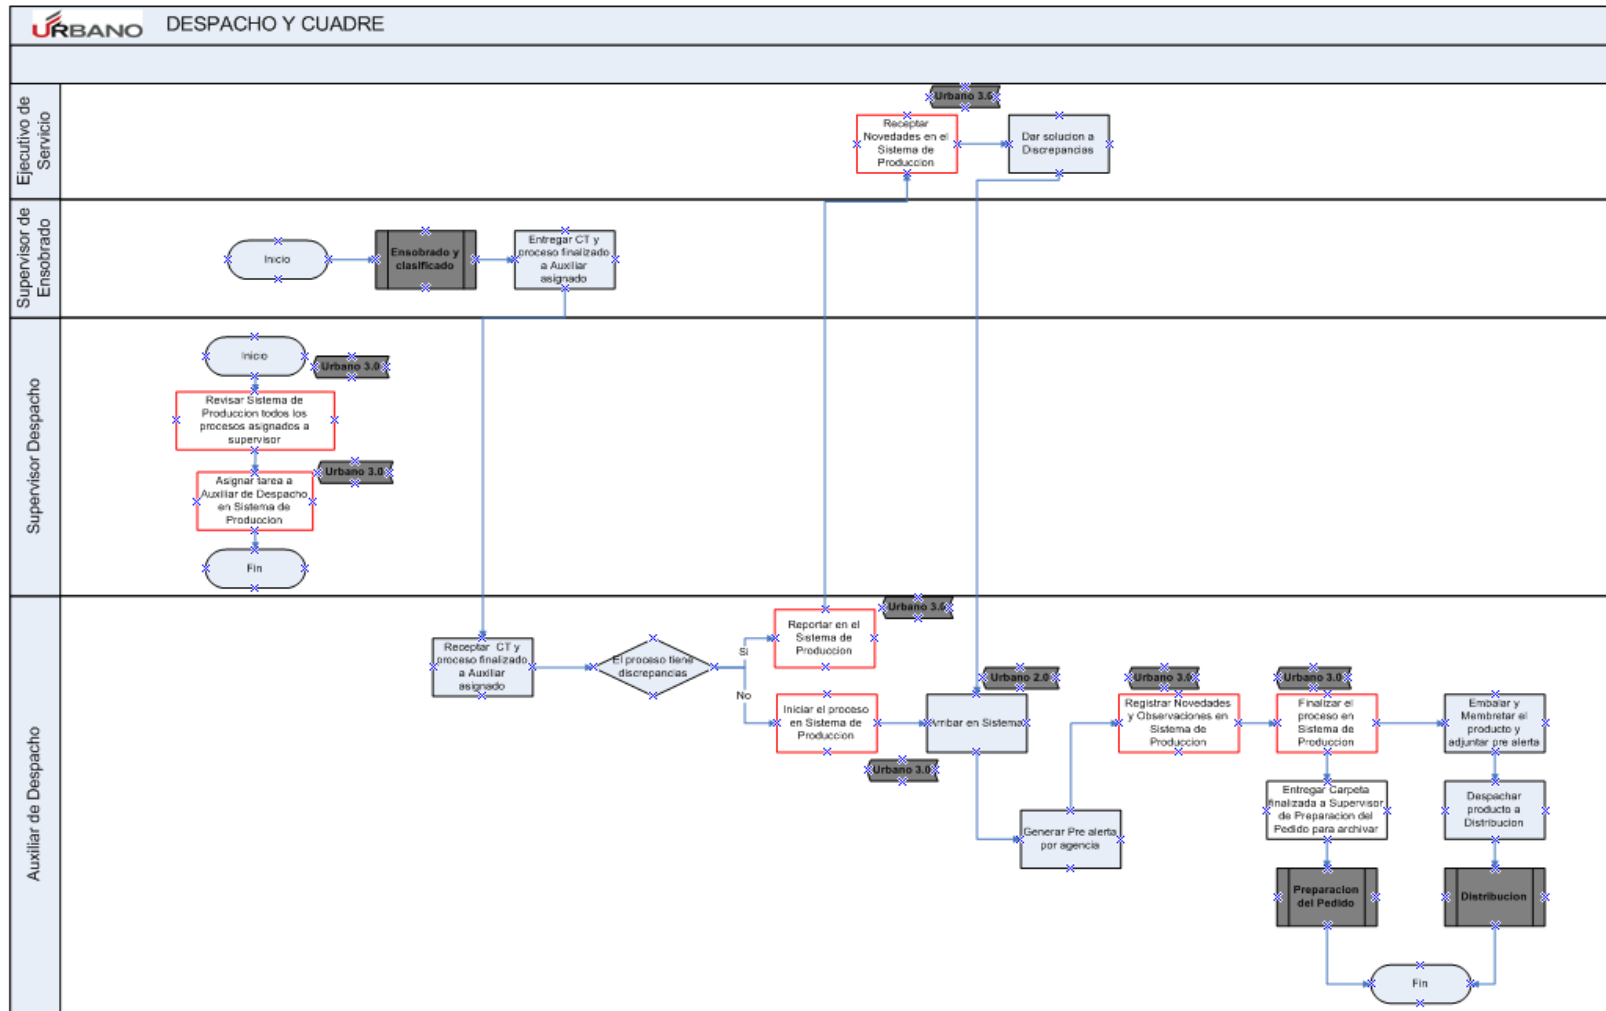 URBANO
DESPACHO Y CUADRE
Ejecutivo de
Servicio
Urbano 3.0
Receptar
Novedades en el
Sistema de
Produccion
Dar solucion a
Discrepancias
Supervisor de
Ensobrado
Inicio
Ensobrado y
clasificado
Entregar CT y
proceso finalizado
a Auxiliar
asignado
Supervisor Despacho
Inicio
Urbano 3.0
Revisar Sistema de
Produccion todos los
procesos asignados a
supervisor
Urbano 3.0
Asignar tarea a
Auxiliar de Despacho
en Sistema de
Produccion
Fin
Auxiliar de Despacho
Receptar CT y
proceso finalizado
a Auxiliar
asignado
El proceso tiene
discrepancias
Si
No
Urbano 3.0
Reportar en el
Sistema de
Produccion
Iniciar el proceso
en Sistema de
Produccion
Urbano 3.0
Urbano 2.0
Arribar en Sistema
Generar Pre alerta
por agencia
Urbano 3.0
Registrar Novedades
y Observaciones en
Sistema de
Produccion
Urbano 3.0
Finalizar el
proceso en
Sistema de
Produccion
Embalar y
Membretar el
producto y
adjuntar pre alerta
Entregar Carpeta
finalizada a Supervisor
de Preparacion del
Pedido para archivar
Despachar
producto a
Distribucion
Preparacion
del Pedido
Distribucion
Fin